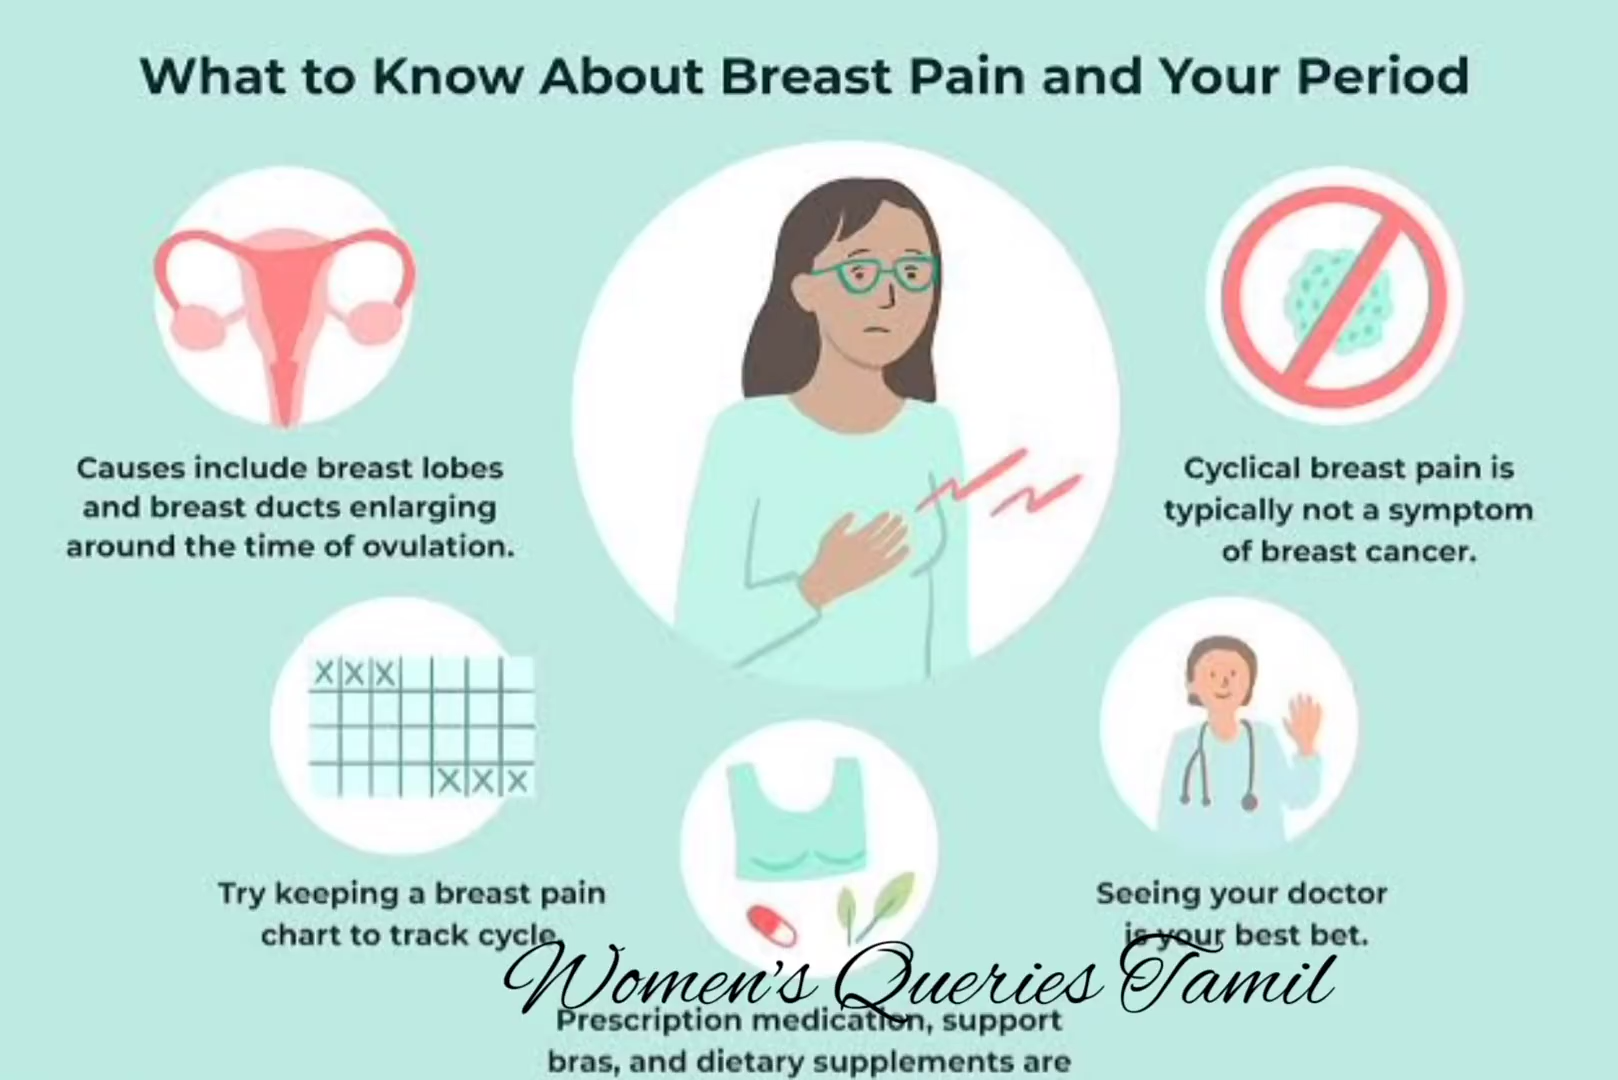 What to Know About Breast Pain and Your Period
Causes include breast lobes
and breast ducts enlarging
around the time of ovulation.
Cyclical breast pain is
typically not a symptom
of breast cancer.
XXX
XXX
Try keeping a breast pain
chart to track cycle.
Seeing your doctor
is your best bet.
Women's Queries Tamil
Prescription medication, support
bras, and dietary supplements are